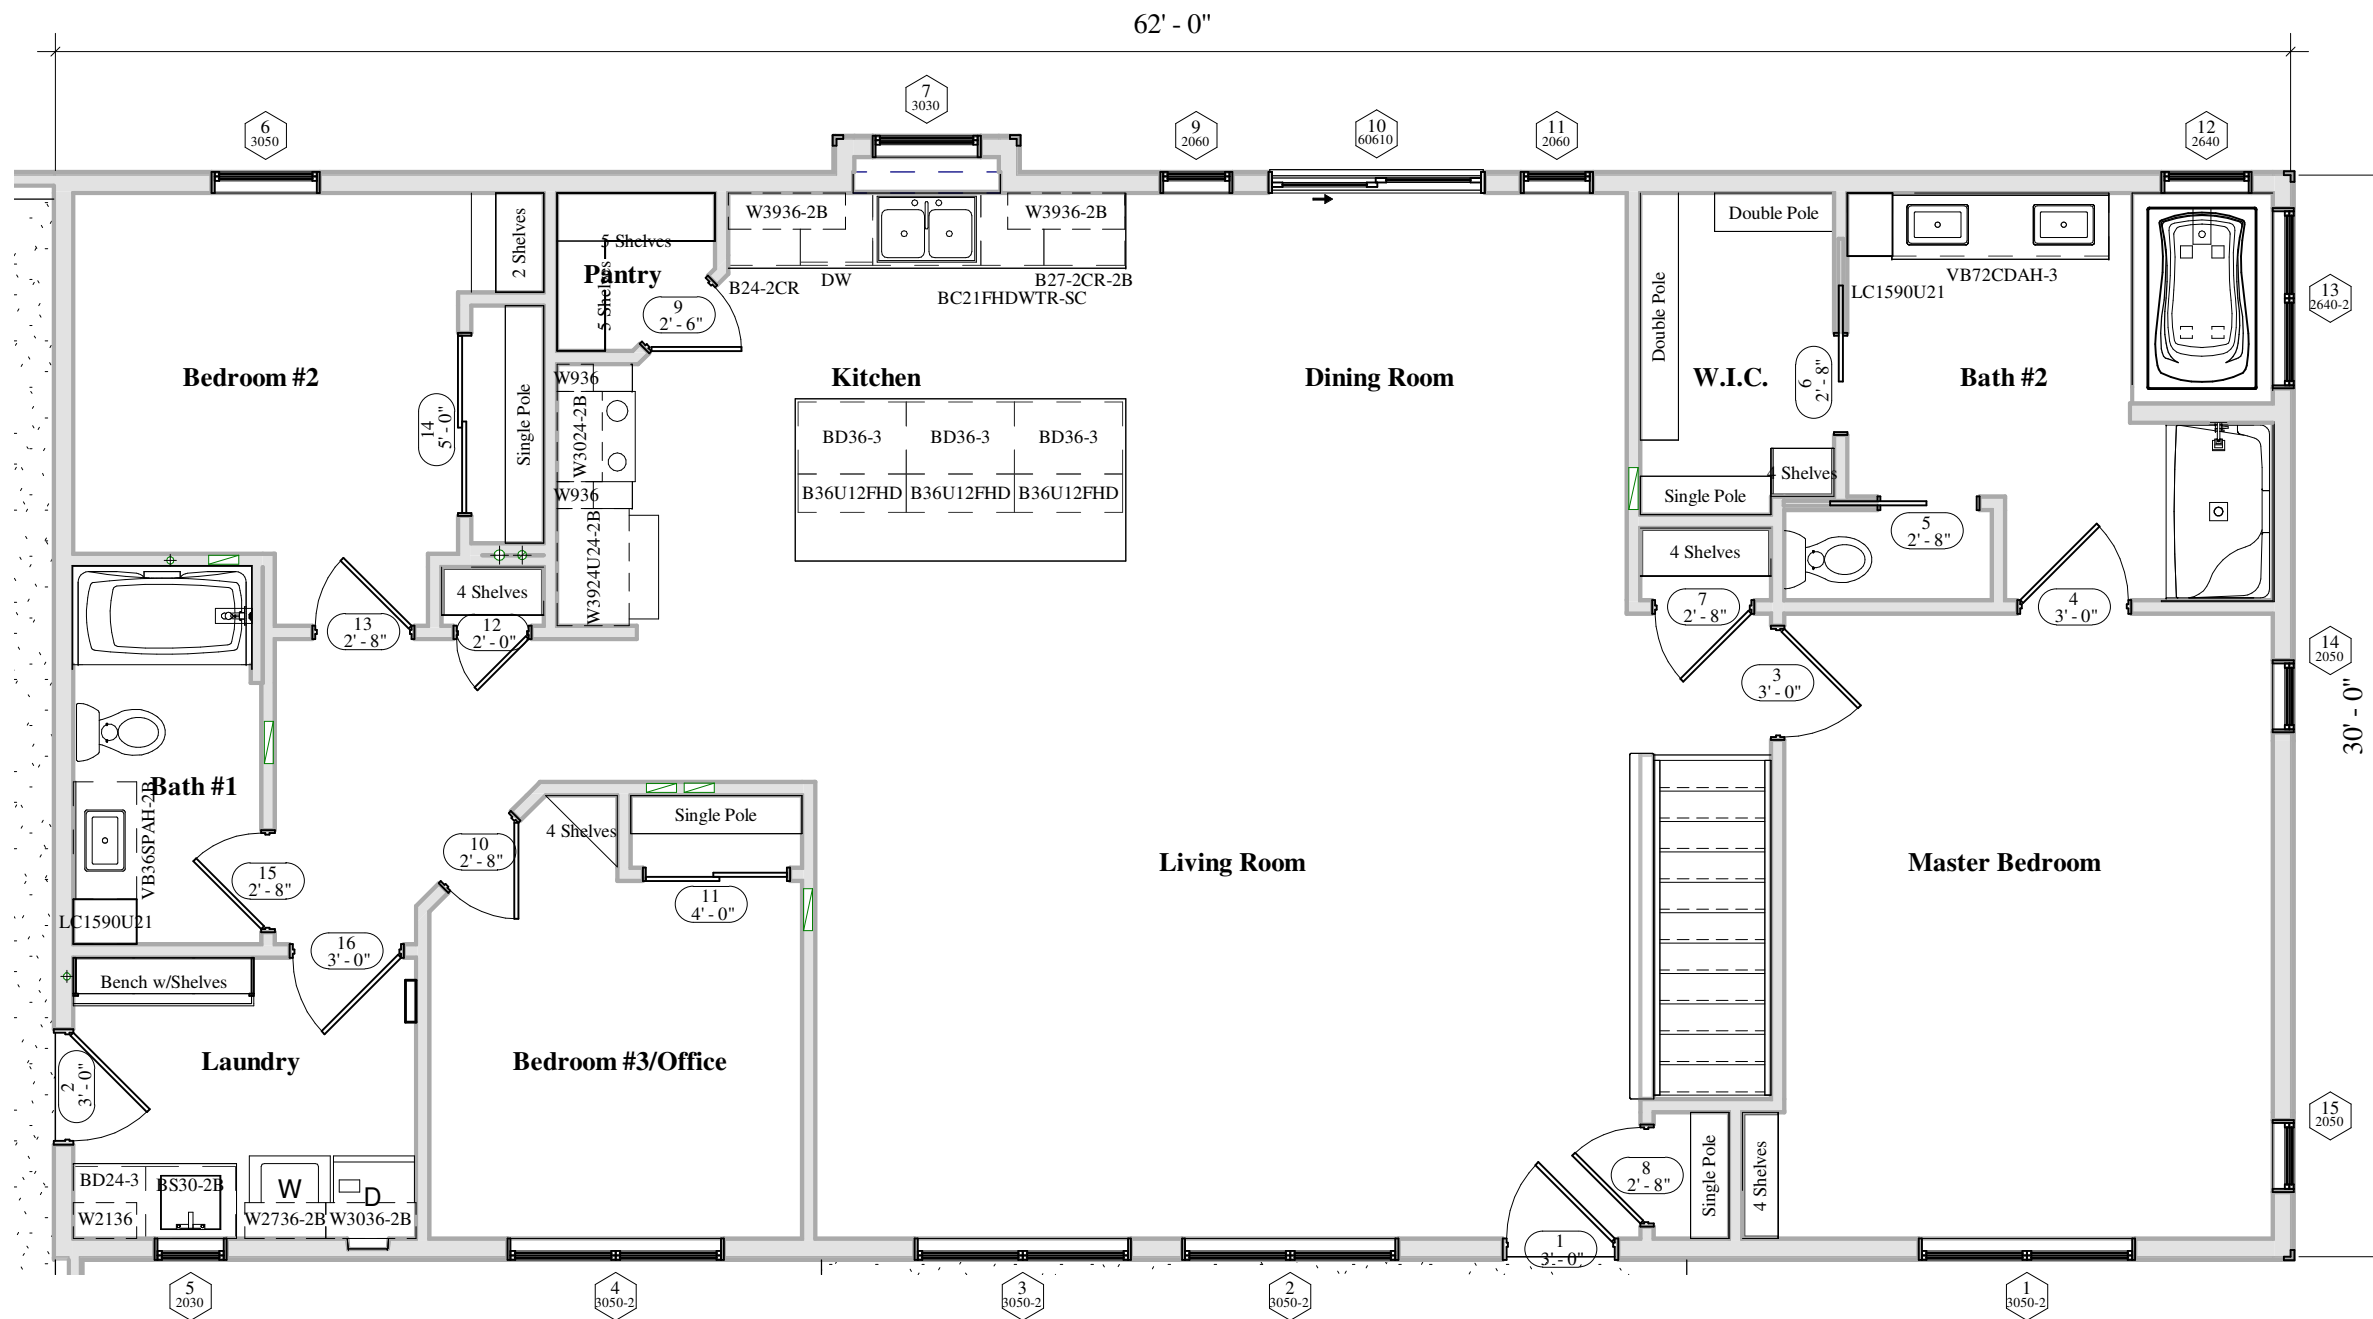 62' - 0"
7
3030
6
3050
9
2060
10
60610
11
2060
12
2640
2 Shelves
5 Shelves
5 Shelves
Pantry
W3936-2B
W3936-2B
B24-2CR
DW
BC21FHDWTR-SC
B27-2CR-2B
9
2' - 6"
Double Pole
Double Pole
LC1590U21
VB72CDAH-3
13
2640-2
Bedroom #2
Kitchen
Dining Room
W.I.C.
6
2' - 8"
Bath #2
14
5' - 0"
Single Pole
W936
W3024-2B
W936
W3924U24-2B
BD36-3
BD36-3
BD36-3
B36U12FHD
B36U12FHD
B36U12FHD
4 Shelves
Single Pole
5
2' - 8"
4 Shelves
4 Shelves
13
2' - 8"
12
2' - 0"
7
2' - 8"
4
3' - 0"
3
3' - 0"
14
2050
30' - 0"
Bath #1
VB36SPAH-2B
LC1590U21
15
2' - 8"
10
2' - 8"
4 Shelves
Single Pole
11
4' - 0"
Living Room
Master Bedroom
16
3' - 0"
Bench w/Shelves
Laundry
Bedroom #3/Office
2
3' - 0"
15
2050
BD24-3
BS30-2B
W
D
W2136
W2736-2B
W3036-2B
8
2' - 8"
Single Pole
4 Shelves
1
3' - 0"
5
2030
4
3050-2
3
3050-2
2
3050-2
1
3050-2